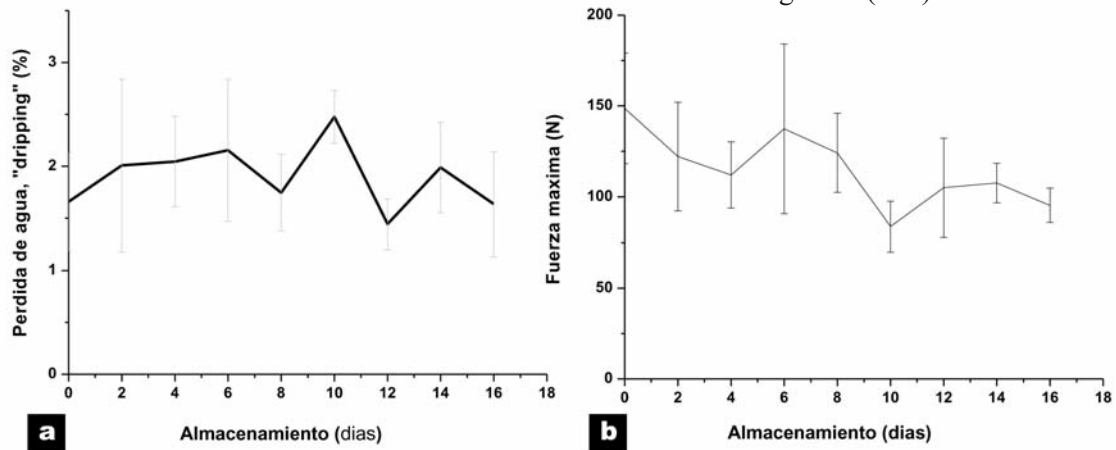 Perdida de agua, "dripping" (%)
3
2
1
0
0 2 4 6 8 10 12 14 16 18
Almacenamiento (dias)
a
Fuerza maxima (N)
200
150
100
50
0
0 2 4 6 8 10 12 14 16 18
Almacenamiento (dias)
b